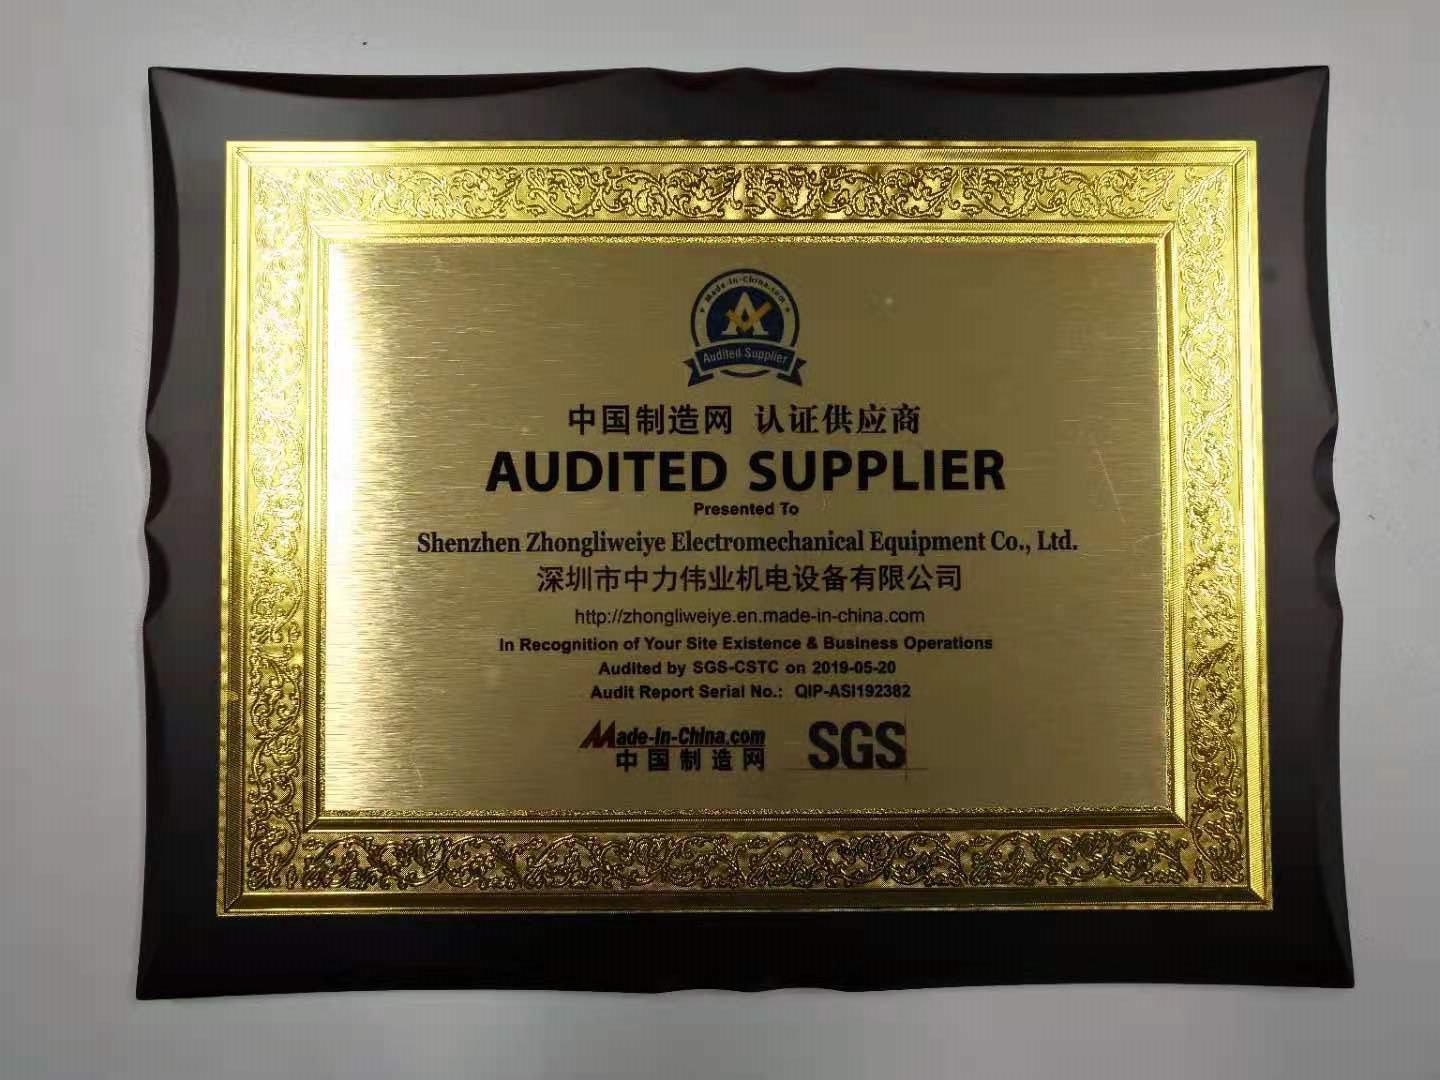 Made-in-China.com
A
Audited Supplier
中国制造网 认证供应商
AUDITED SUPPLIER
Presented To
Shenzhen Zhongliweiye Electromechanical Equipment Co., Ltd.
深圳市中力伟业机电设备有限公司
http://zhongliweiye.en.made-in-china.com
In Recognition of Your Site Existence & Business Operations
Audited by SGS-CSTC on 2019-05-20
Audit Report Serial No.: QIP-ASI192382
Made-in-China.com
中国制造网
SGS